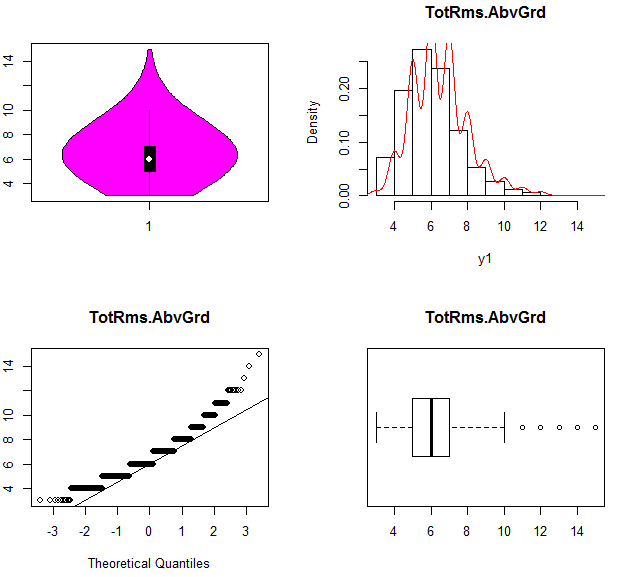 TotRms.AbvGrd
4 6 8 10 14
1
Density
0.00 0.10 0.20
4 6 8 10 12 14
y1
TotRms.AbvGrd
TotRms.AbvGrd
4 6 8 10 14
-3 -2 -1 0 1 2 3
Theoretical Quantiles
4 6 8 10 12 14